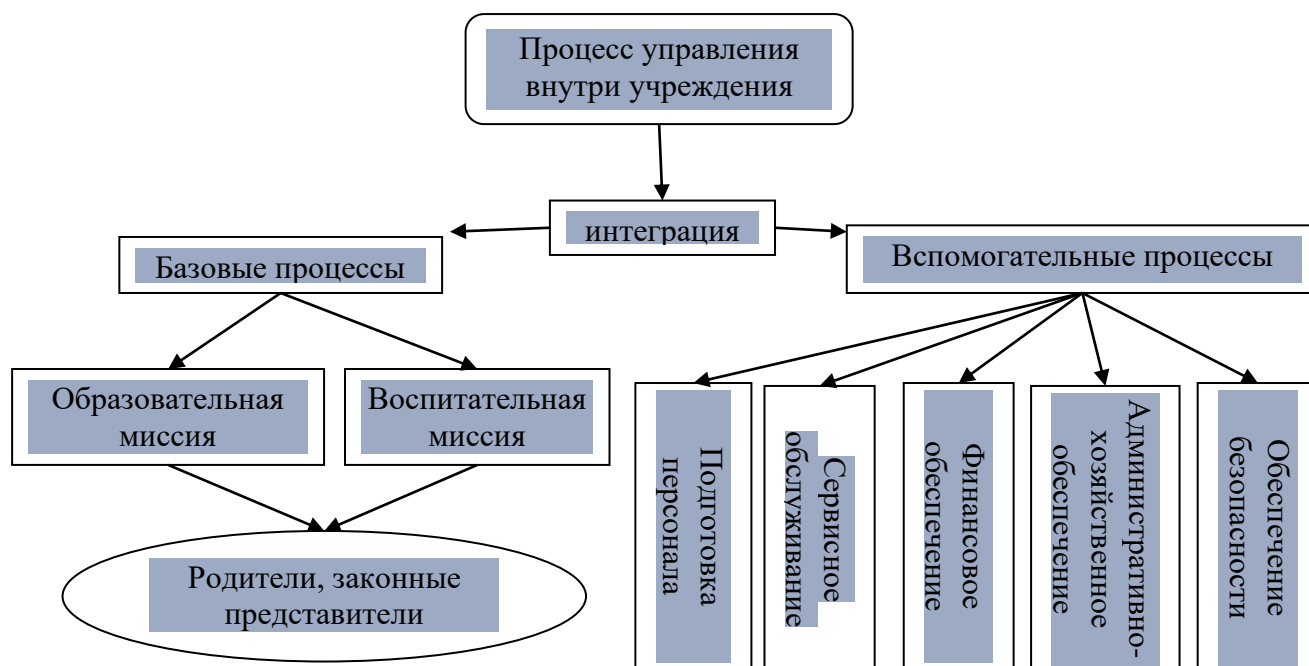 Процесс управления
внутри учреждения
интеграция
Базовые процессы
Вспомогательные процессы
Образовательная
миссия
Воспитательная
миссия
Родители, законные
представители
Подготовка
персонала
Сервисное
обслуживание
Финансовое
обеспечение
Административно-
хозяйственное
обеспечение
Обеспечение
безопасности